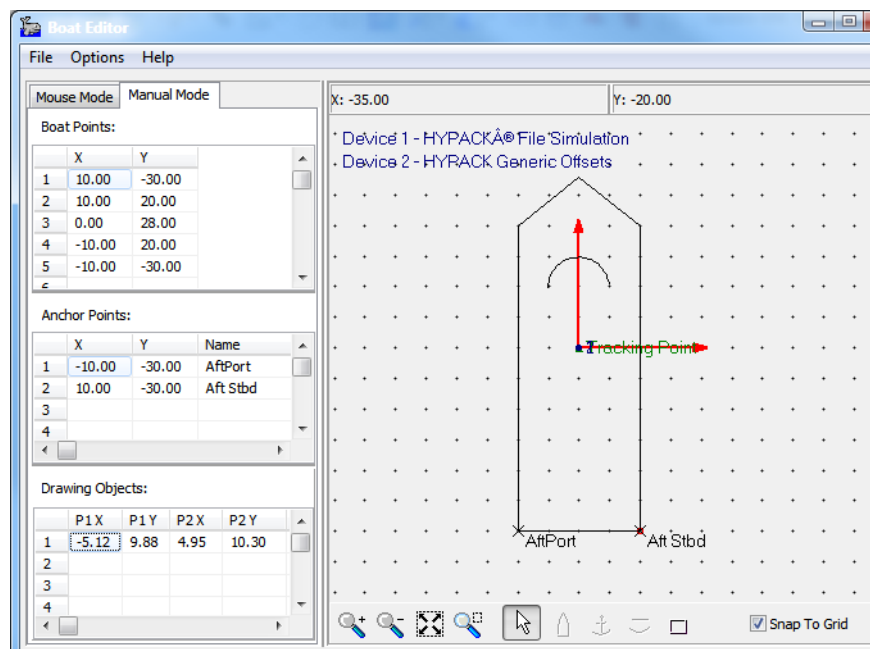 Boat Editor
File Options Help
Mouse Mode Manual Mode
X: -35.00 Y: -20.00
Boat Points:
X Y
1 10.00 -30.00
2 10.00 20.00
3 0.00 28.00
4 -10.00 20.00
5 -10.00 -30.00
Anchor Points:
X Y Name
1 -10.00 -30.00 AftPort
2 10.00 -30.00 Aft Stbd
3
4
Drawing Objects:
P1 X P1 Y P2 X P2 Y
1 -5.12 9.88 4.95 10.30
2
3
4
Device 1 - HYPACKÂ® File Simulation
Device 2 - HYPACK Generic Offsets
Tracking Point
AftPort Aft Stbd
Snap To Grid